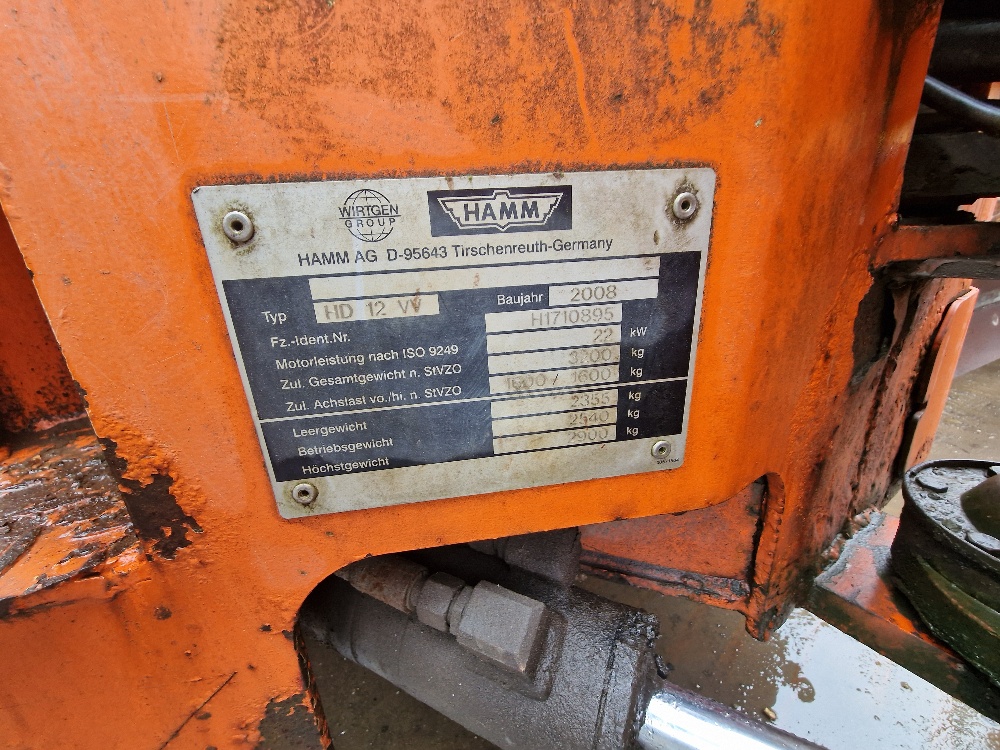 WIRTGEN
GROUP
HAMM
HAMM AG D-95643 Tirschenreuth-Germany
Typ HD 12 VV Baujahr 2008
Fz.-Ident.Nr. H1710895
Motorleistung nach ISO 9249 22 kW
Zul. Gesamtgewicht n. StVZO kg
Zul. Achslast vo./hi. n. StVZO 1600 / 1600 kg
Leergewicht 2355 kg
Betriebsgewicht 2540 kg
Höchstgewicht 2900 kg